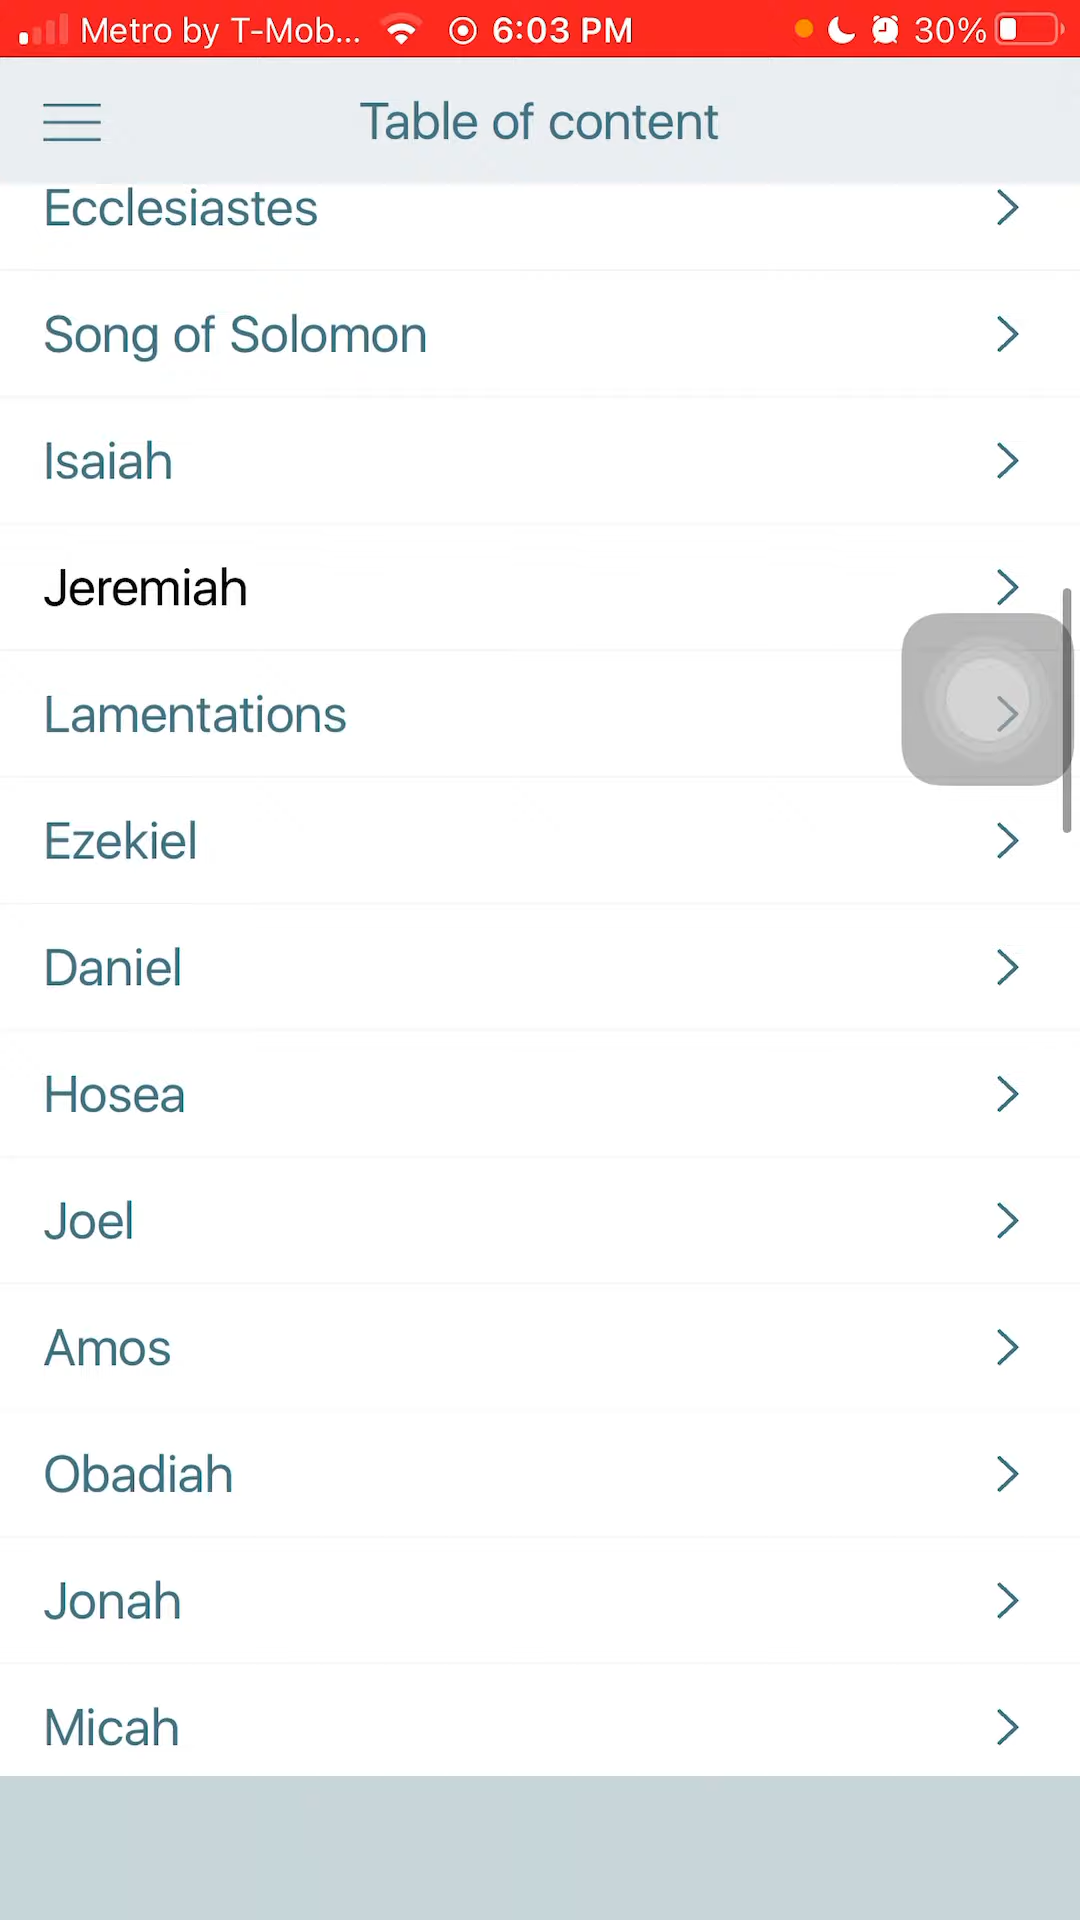 Metro by T-Mob... 6:03 PM 30%
Table of content
Ecclesiastes
Song of Solomon
Isaiah
Jeremiah
Lamentations
Ezekiel
Daniel
Hosea
Joel
Amos
Obadiah
Jonah
Micah